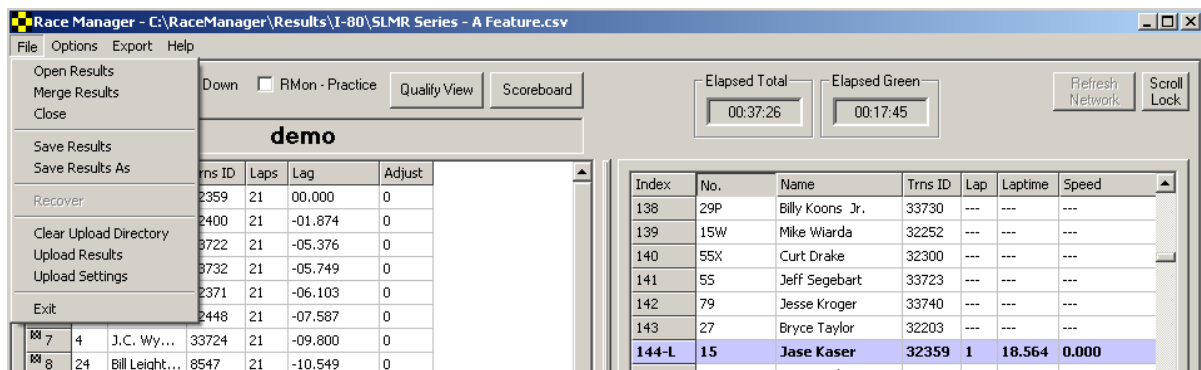 Race Manager - C:\RaceManager\Results\I-80\SLMR Series - A Feature.csv
File Options Export Help
Open Results
Merge Results
Close
Save Results
Save Results As
Recover
Clear Upload Directory
Upload Results
Upload Settings
Exit
Down RMon - Practice Qualify View Scoreboard
Elapsed Total Elapsed Green
00:37:26 00:17:45
Refresh Network
Scroll Lock
demo
rns ID Laps Lag Adjust
2359 21 00.000 0
2400 21 -01.874 0
3722 21 -05.376 0
3732 21 -05.749 0
2371 21 -06.103 0
2448 21 -07.587 0
7 4 J.C. Wy... 33724 21 -09.800 0
8 24 Bill Leight... 8547 21 -10.549 0
Index No. Name Trns ID Lap Laptime Speed
138 29P Billy Koons Jr. 33730 --- --- ---
139 15W Mike Wiarda 32252 --- --- ---
140 55X Curt Drake 32300 --- --- ---
141 5S Jeff Segebart 33723 --- --- ---
142 79 Jesse Kroger 33740 --- --- ---
143 27 Bryce Taylor 32203 --- --- ---
144-L 15 Jase Kaser 32359 1 18.564 0.000